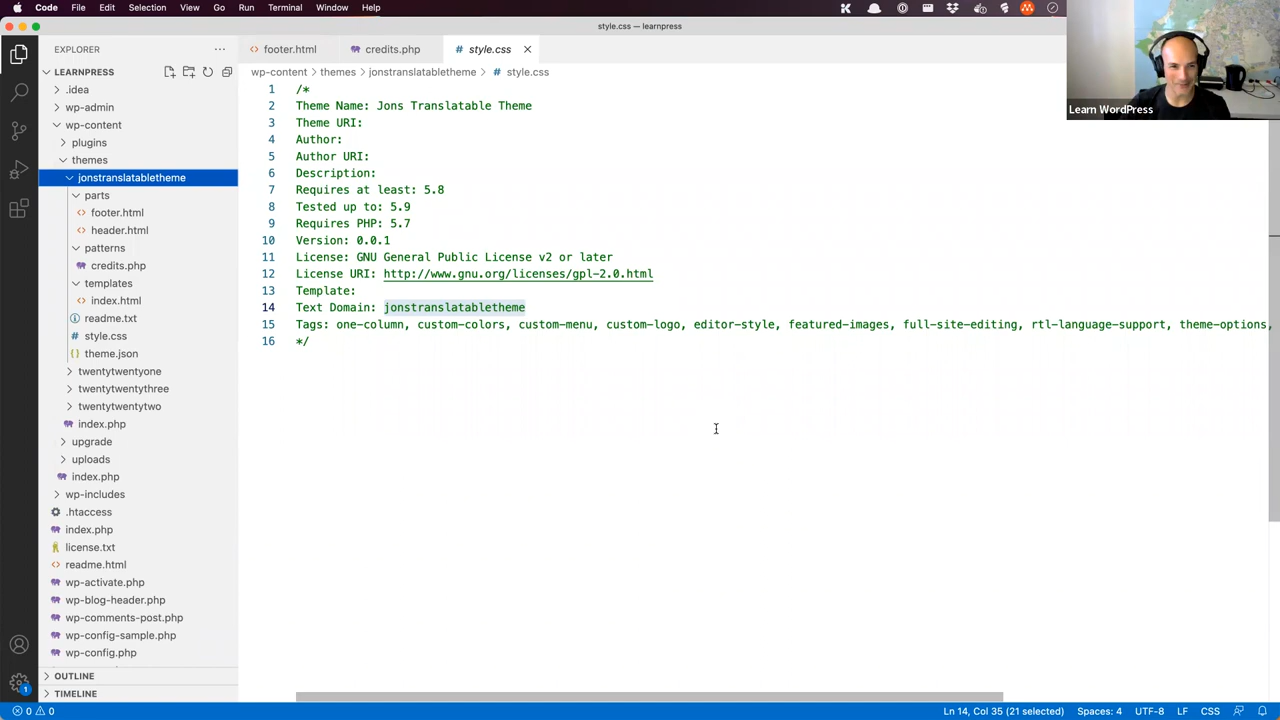 Code File Edit Selection View Go Run Terminal Window Help
style.css — learnpress
Learn WordPress
EXPLORER
LEARNPRESS
.idea
wp-admin
wp-content
plugins
themes
jonstranslatabletheme
parts
footer.html
header.html
patterns
credits.php
templates
index.html
readme.txt
style.css
theme.json
twentytwentyone
twentytwentythree
twentytwentytwo
index.php
upgrade
uploads
index.php
wp-includes
.htaccess
index.php
license.txt
readme.html
wp-activate.php
wp-blog-header.php
wp-comments-post.php
wp-config-sample.php
wp-config.php
OUTLINE
TIMELINE
footer.html credits.php style.css
wp-content > themes > jonstranslatabletheme > # style.css
1 /*
2 Theme Name: Jons Translatable Theme
3 Theme URI:
4 Author:
5 Author URI:
6 Description:
7 Requires at least: 5.8
8 Tested up to: 5.9
9 Requires PHP: 5.7
10 Version: 0.0.1
11 License: GNU General Public License v2 or later
12 License URI: http://www.gnu.org/licenses/gpl-2.0.html
13 Template:
14 Text Domain: jonstranslatabletheme
15 Tags: one-column, custom-colors, custom-menu, custom-logo, editor-style, featured-images, full-site-editing, rtl-language-support, theme-options,
16 */
1
0 0 Ln 14, Col 35 (21 selected) Spaces: 4 UTF-8 LF CSS